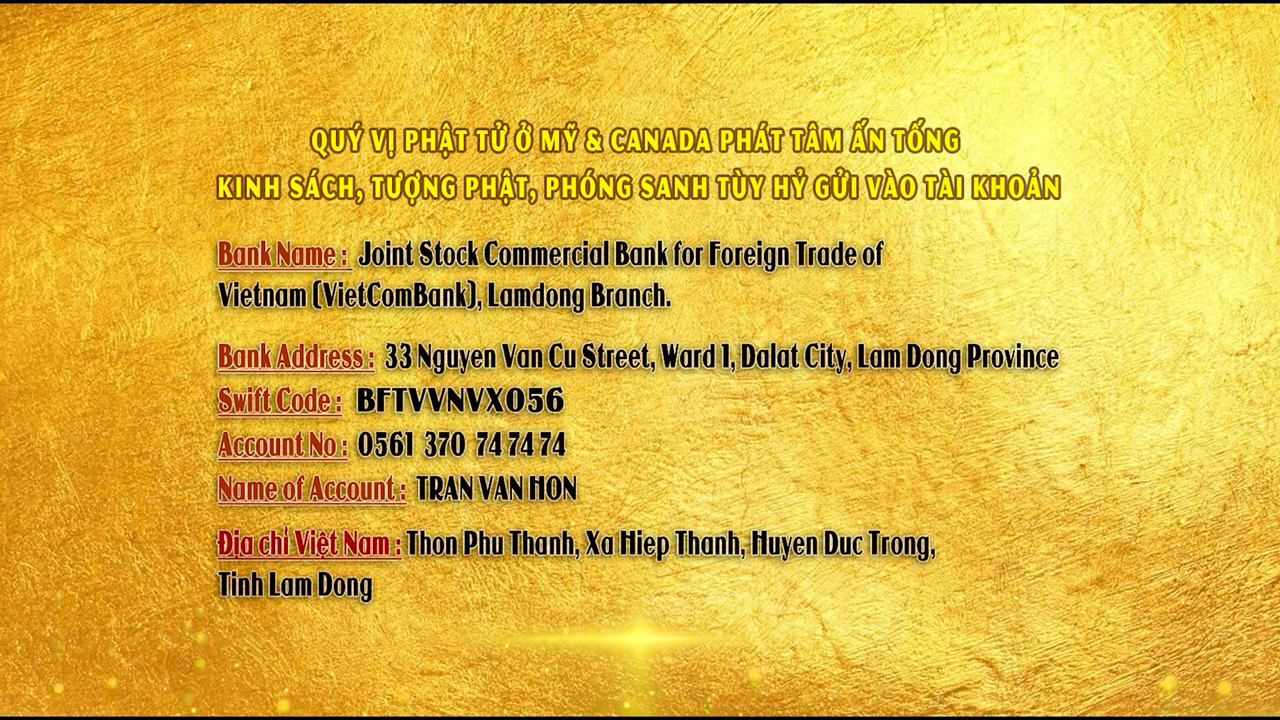 QUÝ VỊ PHẬT TỬ Ở MỸ & CANADA PHÁT TÂM ẤN TỐNG
KINH SÁCH, TƯỢNG PHẬT, PHÓNG SANH TÙY HỶ GỬI VÀO TÀI KHOẢN
Bank Name : Joint Stock Commercial Bank for Foreign Trade of
Vietnam (VietComBank), Lamdong Branch.
Bank Address : 33 Nguyen Van Cu Street, Ward 1, Dalat City, Lam Dong Province
Swift Code : BFTVVNVX056
Account No : 0561 370 74 74 74
Name of Account : TRAN VAN HON
Địa chỉ Việt Nam : Thon Phu Thanh, Xa Hiep Thanh, Huyen Duc Trong,
Tinh Lam Dong